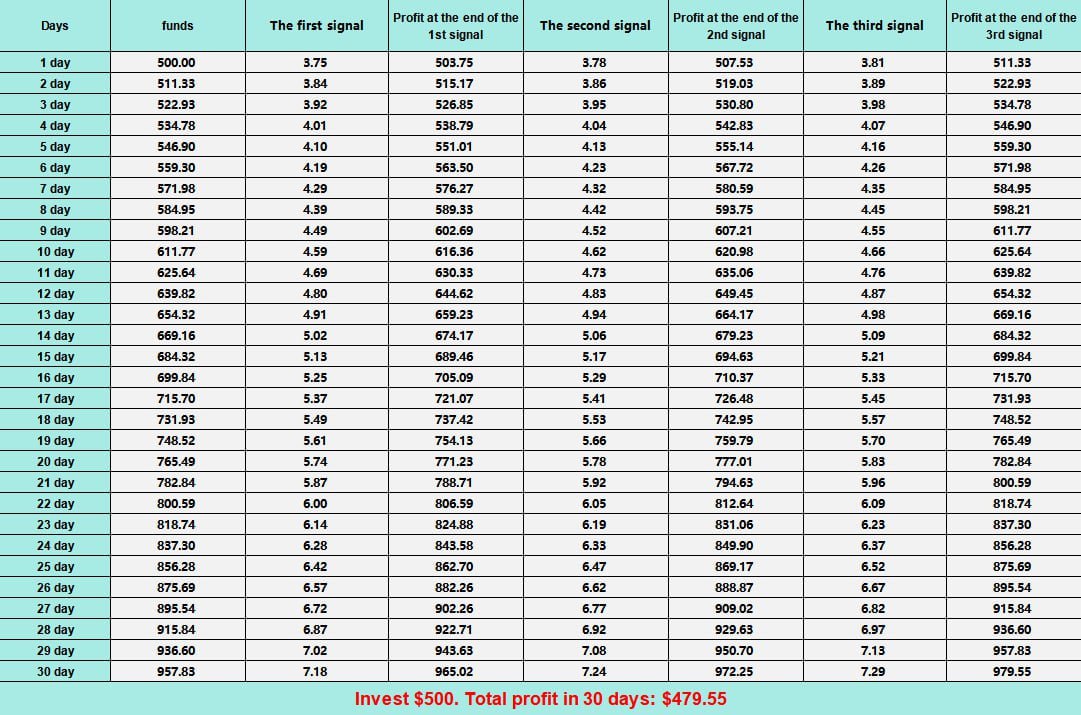 Days funds The first signal Profit at the end of the 1st signal The second signal Profit at the end of the 2nd signal The third signal Profit at the end of the 3rd signal
1 day 500.00 3.75 503.75 3.78 507.53 3.81 511.33
2 day 511.33 3.84 515.17 3.86 519.03 3.89 522.93
3 day 522.93 3.92 526.85 3.95 530.80 3.98 534.78
4 day 534.78 4.01 538.79 4.04 542.83 4.07 546.90
5 day 546.90 4.10 551.01 4.13 555.14 4.16 559.30
6 day 559.30 4.19 563.50 4.23 567.72 4.26 571.98
7 day 571.98 4.29 576.27 4.32 580.59 4.35 584.95
8 day 584.95 4.39 589.33 4.42 593.75 4.45 598.21
9 day 598.21 4.49 602.69 4.52 607.21 4.55 611.77
10 day 611.77 4.59 616.36 4.62 620.98 4.66 625.64
11 day 625.64 4.69 630.33 4.73 635.06 4.76 639.82
12 day 639.82 4.80 644.62 4.83 649.45 4.87 654.32
13 day 654.32 4.91 659.23 4.94 664.17 4.98 669.16
14 day 669.16 5.02 674.17 5.06 679.23 5.09 684.32
15 day 684.32 5.13 689.46 5.17 694.63 5.21 699.84
16 day 699.84 5.25 705.09 5.29 710.37 5.33 715.70
17 day 715.70 5.37 721.07 5.41 726.48 5.45 731.93
18 day 731.93 5.49 737.42 5.53 742.95 5.57 748.52
19 day 748.52 5.61 754.13 5.66 759.79 5.70 765.49
20 day 765.49 5.74 771.23 5.78 777.01 5.83 782.84
21 day 782.84 5.87 788.71 5.92 794.63 5.96 800.59
22 day 800.59 6.00 806.59 6.05 812.64 6.09 818.74
23 day 818.74 6.14 824.88 6.19 831.06 6.23 837.30
24 day 837.30 6.28 843.58 6.33 849.90 6.37 856.28
25 day 856.28 6.42 862.70 6.47 869.17 6.52 875.69
26 day 875.69 6.57 882.26 6.62 888.87 6.67 895.54
27 day 895.54 6.72 902.26 6.77 909.02 6.82 915.84
28 day 915.84 6.87 922.71 6.92 929.63 6.97 936.60
29 day 936.60 7.02 943.63 7.08 950.70 7.13 957.83
30 day 957.83 7.18 965.02 7.24 972.25 7.29 979.55
Invest $500. Total profit in 30 days: $479.55